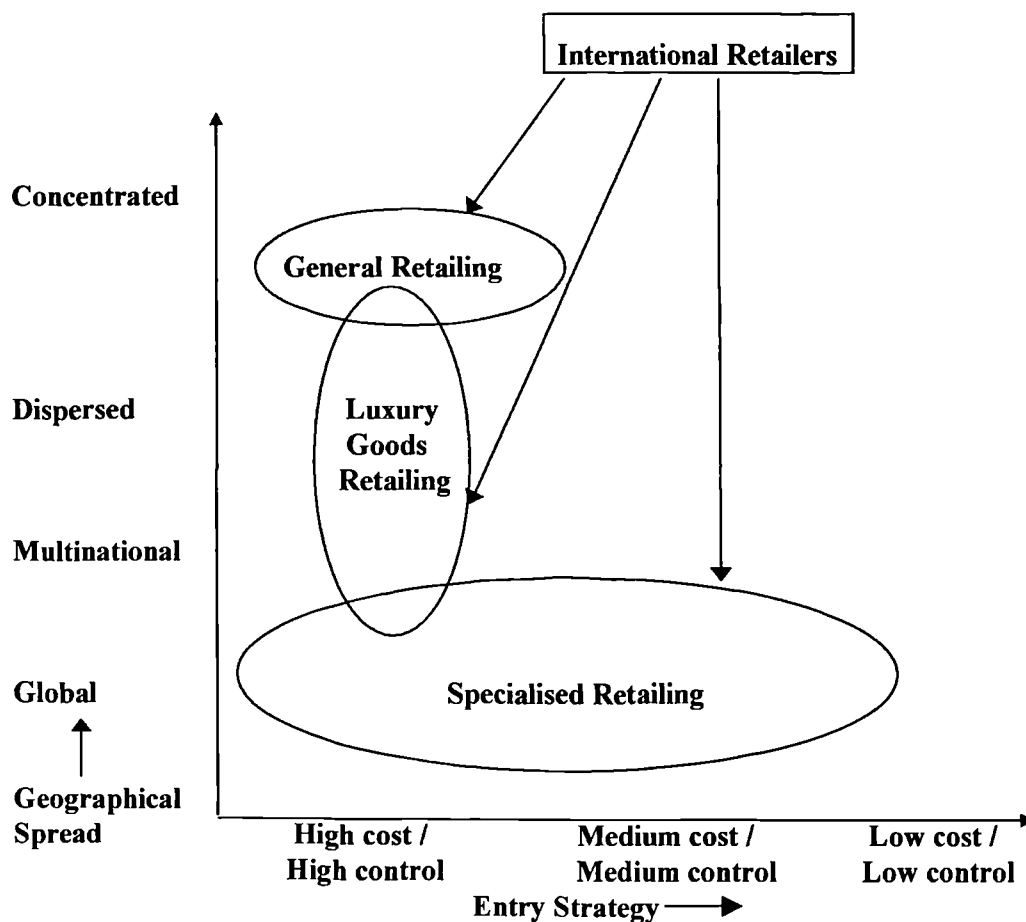 International Retailers
Concentrated
General Retailing
Dispersed
Luxury
Goods
Retailing
Multinational
Global
Specialised Retailing
Geographical
Spread
High cost /
High control
Medium cost /
Medium control
Low cost /
Low control
Entry Strategy